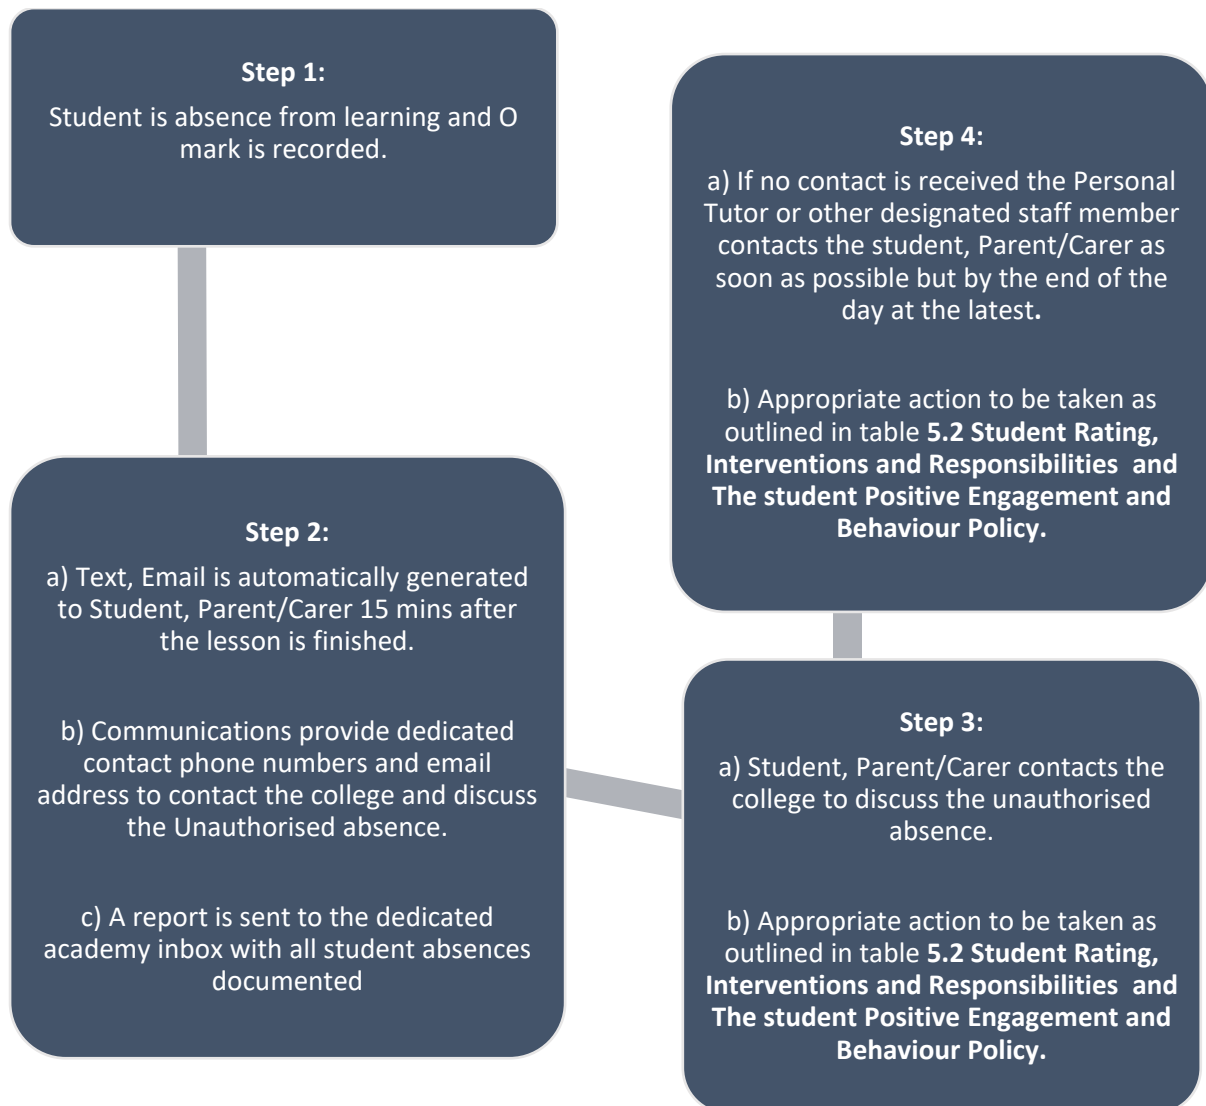 Step 1:
Student is absence from learning and O
mark is recorded.
Step 2:
a) Text, Email is automatically generated
to Student, Parent/Carer 15 mins after
the lesson is finished.
b) Communications provide dedicated
contact phone numbers and email
address to contact the college and discuss
the Unauthorised absence.
c) A report is sent to the dedicated
academy inbox with all student absences
documented
Step 3:
a) Student, Parent/Carer contacts the
college to discuss the unauthorised
absence.
b) Appropriate action to be taken as
outlined in table 5.2 Student Rating,
Interventions and Responsibilities and
The student Positive Engagement and
Behaviour Policy.
Step 4:
a) If no contact is received the Personal
Tutor or other designated staff member
contacts the student, Parent/Carer as
soon as possible but by the end of the
day at the latest.
b) Appropriate action to be taken as
outlined in table 5.2 Student Rating,
Interventions and Responsibilities and
The student Positive Engagement and
Behaviour Policy.